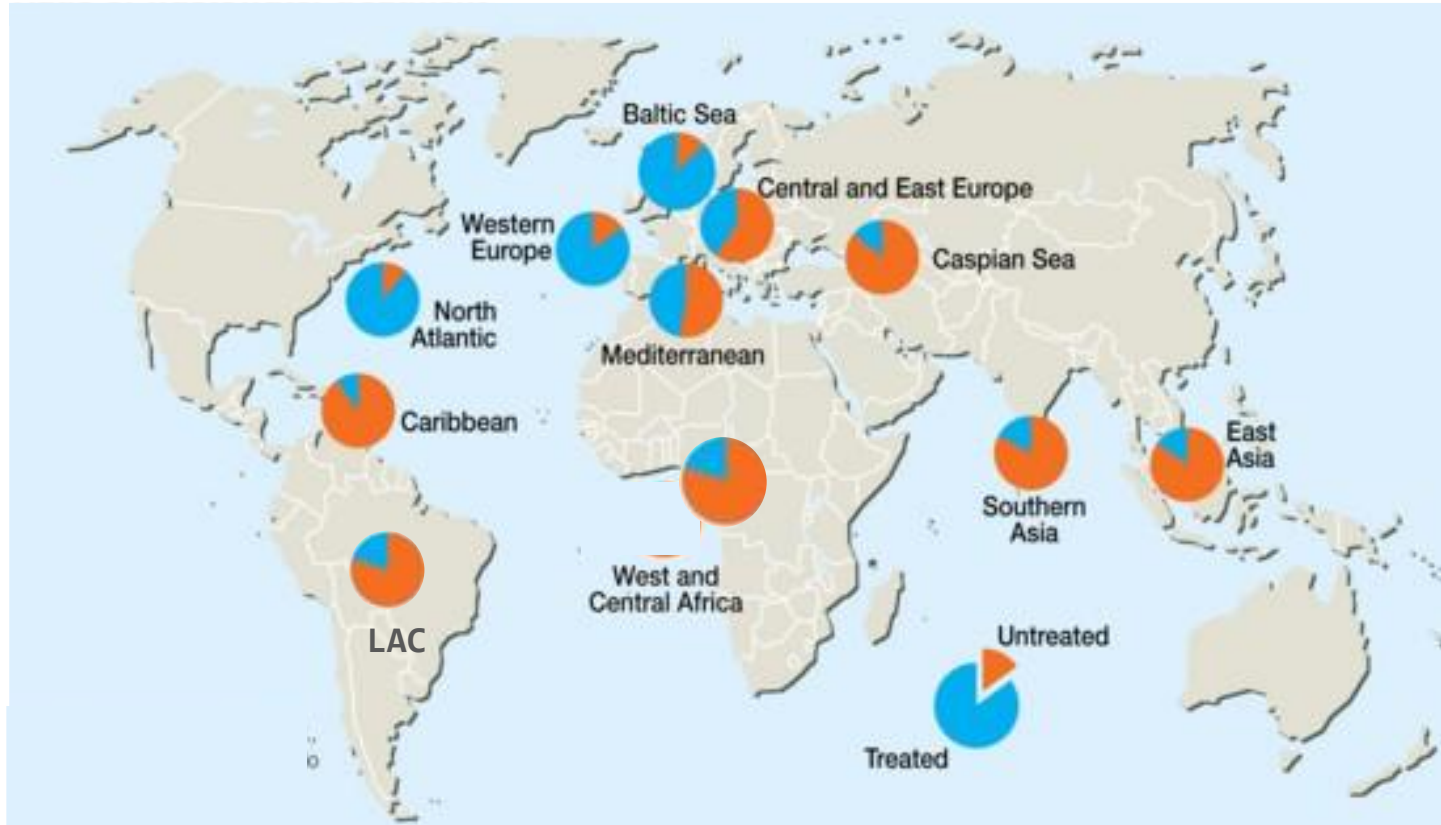 Baltic Sea
Central and East Europe
Western
Europe
Caspian Sea
North
Atlantic
Mediterranean
Caribbean
East
Asia
Southern
Asia
West and
Central Africa
LAC
Untreated
Treated